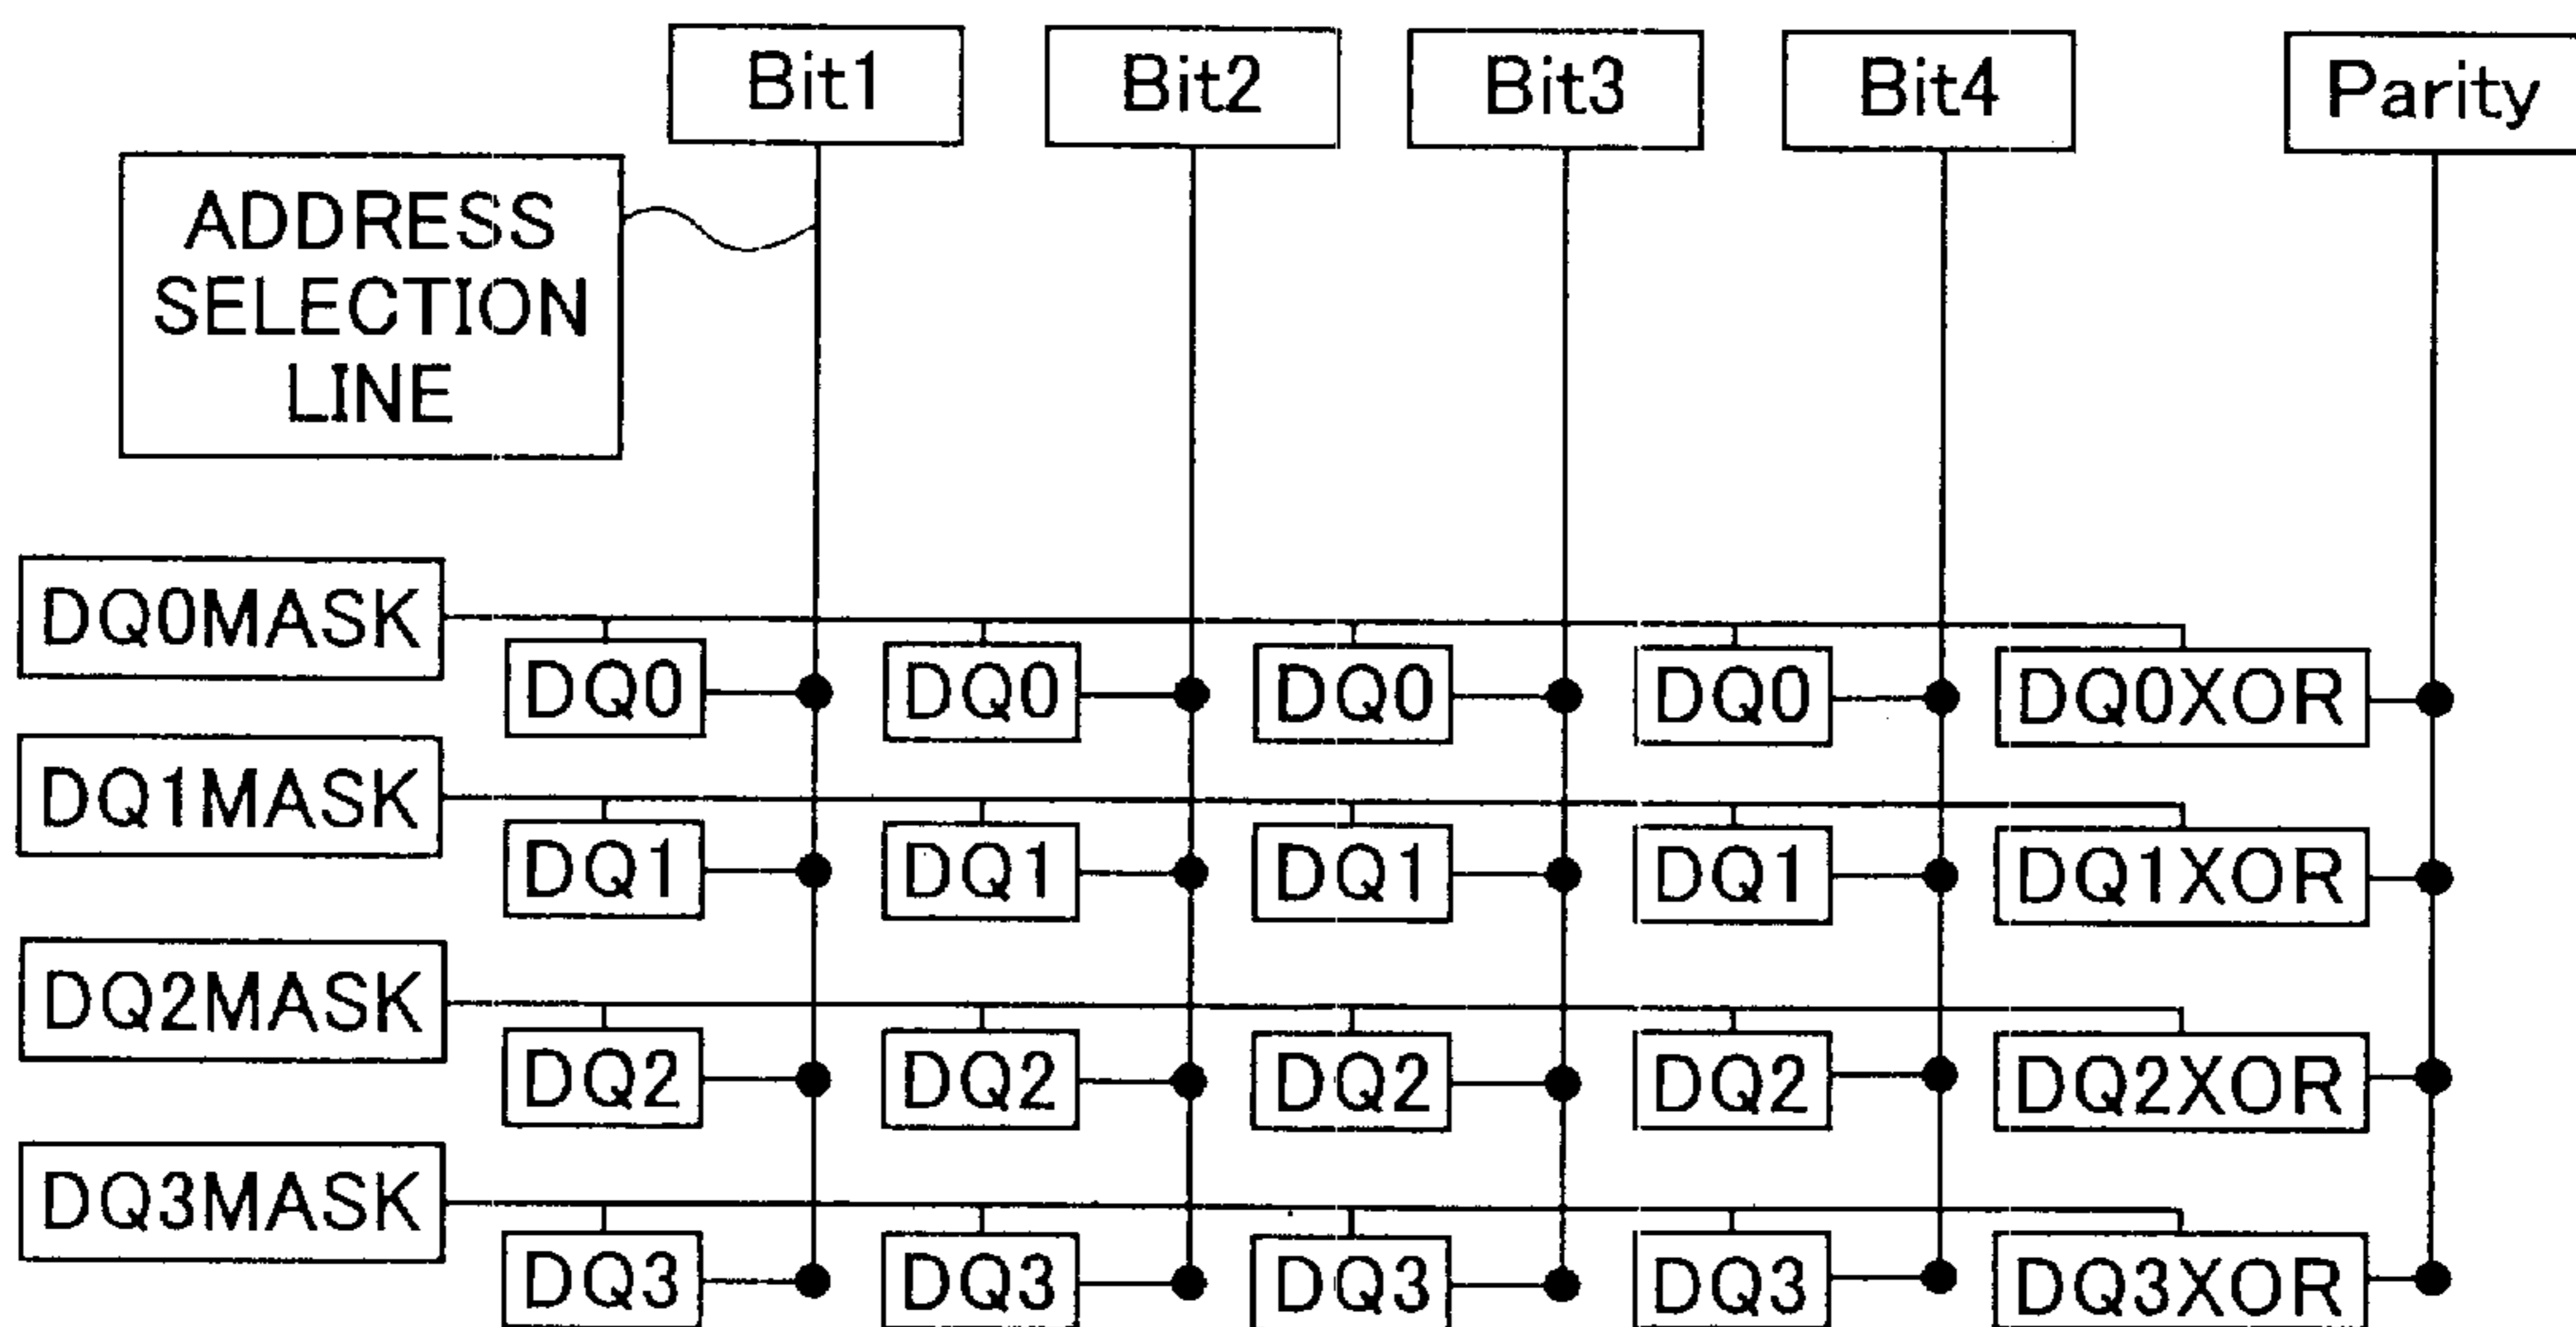 Bit1 Bit2 Bit3 Bit4 Parity
ADDRESS
SELECTION
LINE
DQ0MASK
DQ0 DQ0 DQ0 DQ0 DQ0XOR
DQ1MASK
DQ1 DQ1 DQ1 DQ1 DQ1XOR
DQ2MASK
DQ2 DQ2 DQ2 DQ2 DQ2XOR
DQ3MASK
DQ3 DQ3 DQ3 DQ3 DQ3XOR